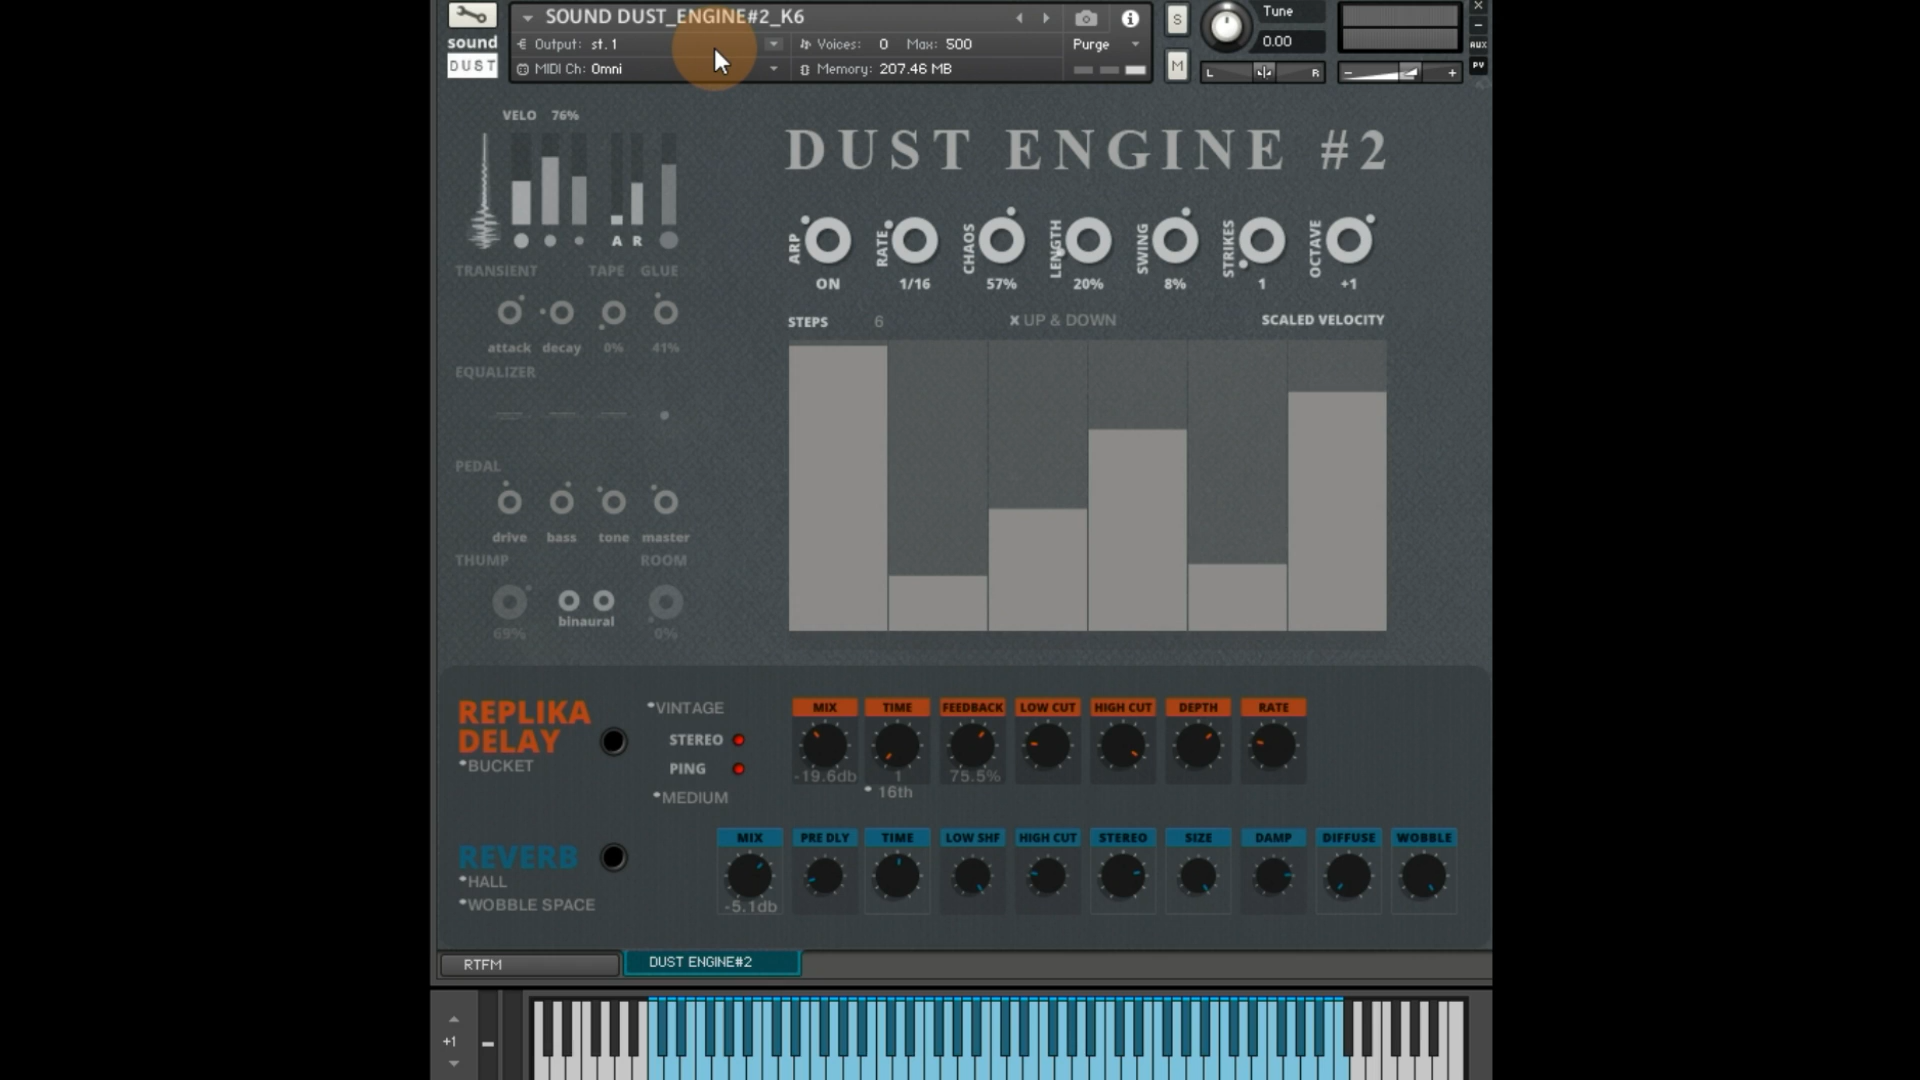 SOUND DUST_ENGINE#2_K6
sound
DUST
Output: st. 1
Voices: 0 Max: 500
Purge
MIDI Ch: Omni
Memory: 207.46 MB
S
M
Tune
0.00
L R
- +
×
-
AUX
PV
VELO 76%
A R
TRANSIENT TAPE GLUE
attack decay 0% 41%
EQUALIZER
PEDAL
drive bass tone master
THUMP ROOM
binaural
69% 0%
DUST ENGINE #2
ARP RATE CHAOS LENGTH SWING STRIKES OCTAVE
ON 1/16 57% 20% 8% 1 +1
STEPS 6 X UP & DOWN SCALED VELOCITY
REPLIKA
DELAY
*BUCKET
*VINTAGE
STEREO
PING
*MEDIUM
MIX TIME FEEDBACK LOW CUT HIGH CUT DEPTH RATE
-19.6db 1 75.5%
* 16th
REVERB
*HALL
*WOBBLE SPACE
MIX PRE DLY TIME LOW SHF HIGH CUT STEREO SIZE DAMP DIFFUSE WOBBLE
-5.1db
RTFM DUST ENGINE#2
+1